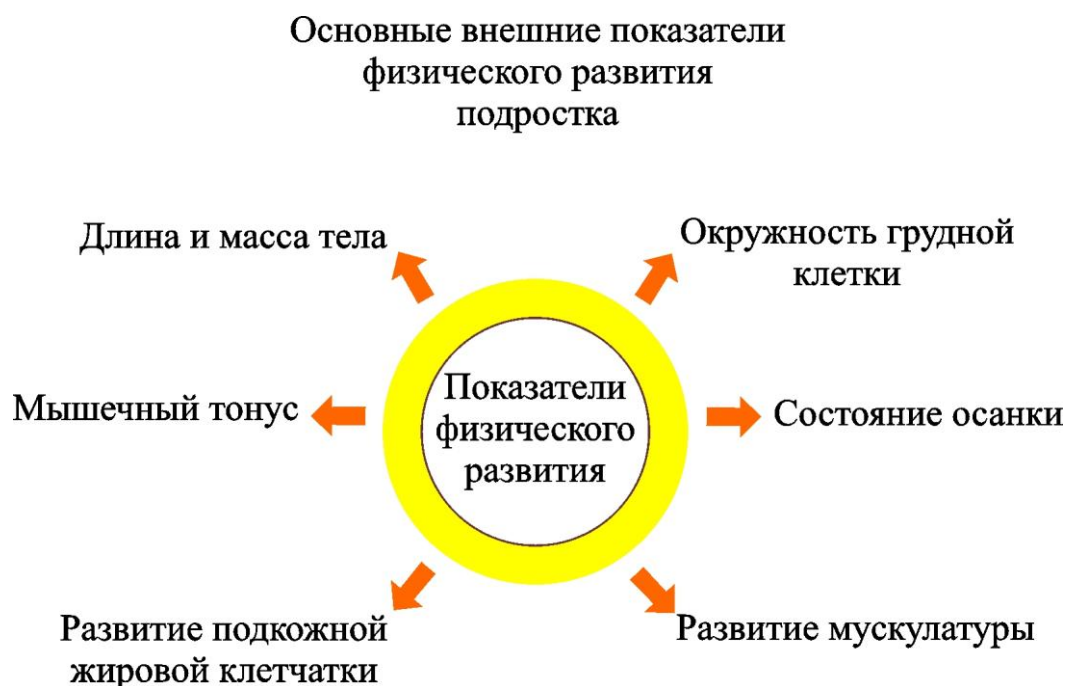 Основные внешние показатели
физического развития
подростка
Длина и масса тела
Окружность грудной
клетки
Мышечный тонус
Показатели
физического
развития
Состояние осанки
Развитие подкожной
жировой клетчатки
Развитие мускулатуры